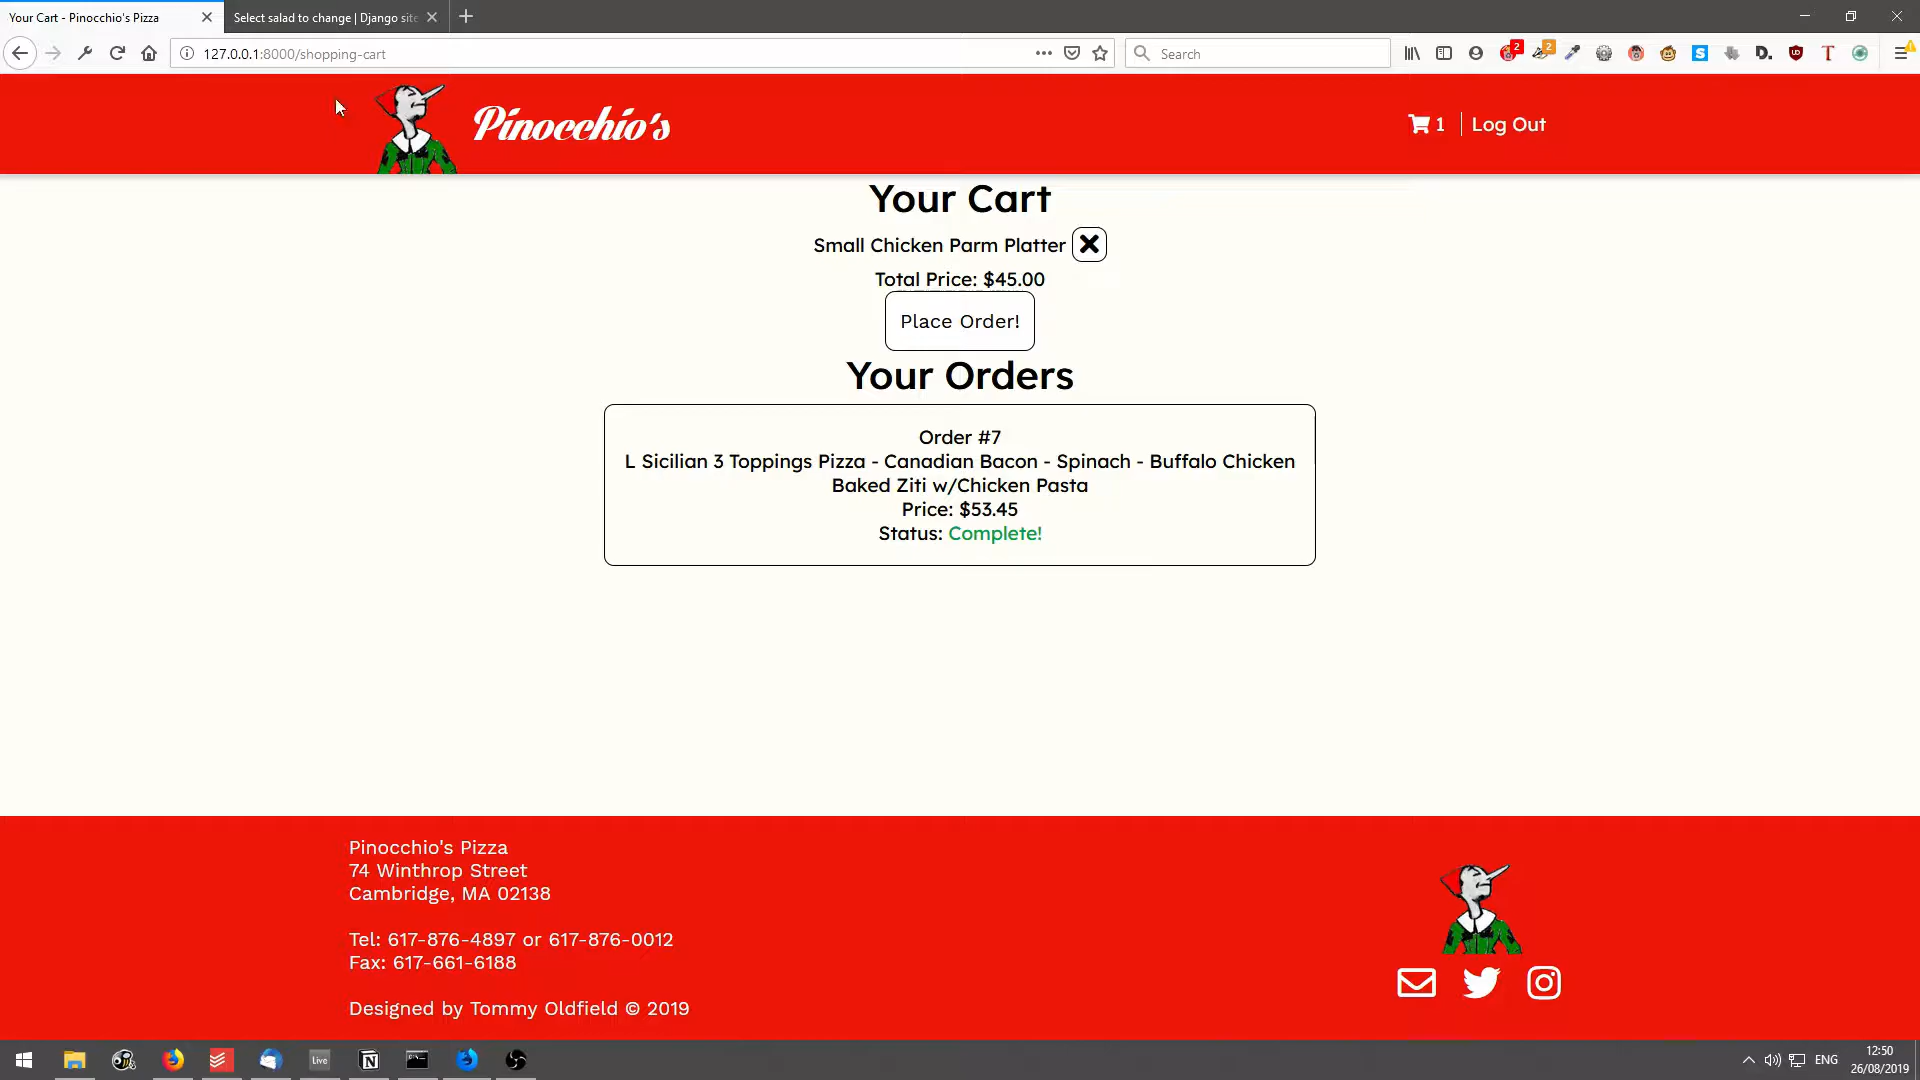 Your Cart - Pinocchio's Pizza
Select salad to change | Django site
127.0.0.1:8000/shopping-cart
Search
2
2
S
D.
T
Pinocchio's
1
Log Out
Your Cart
Small Chicken Parm Platter
Total Price: $45.00
Place Order!
Your Orders
Order #7
L Sicilian 3 Toppings Pizza - Canadian Bacon - Spinach - Buffalo Chicken
Baked Ziti w/Chicken Pasta
Price: $53.45
Status: Complete!
Pinocchio's Pizza
74 Winthrop Street
Cambridge, MA 02138
Tel: 617-876-4897 or 617-876-0012
Fax: 617-661-6188
Designed by Tommy Oldfield © 2019
Live
N
ENG
12:50
26/08/2019